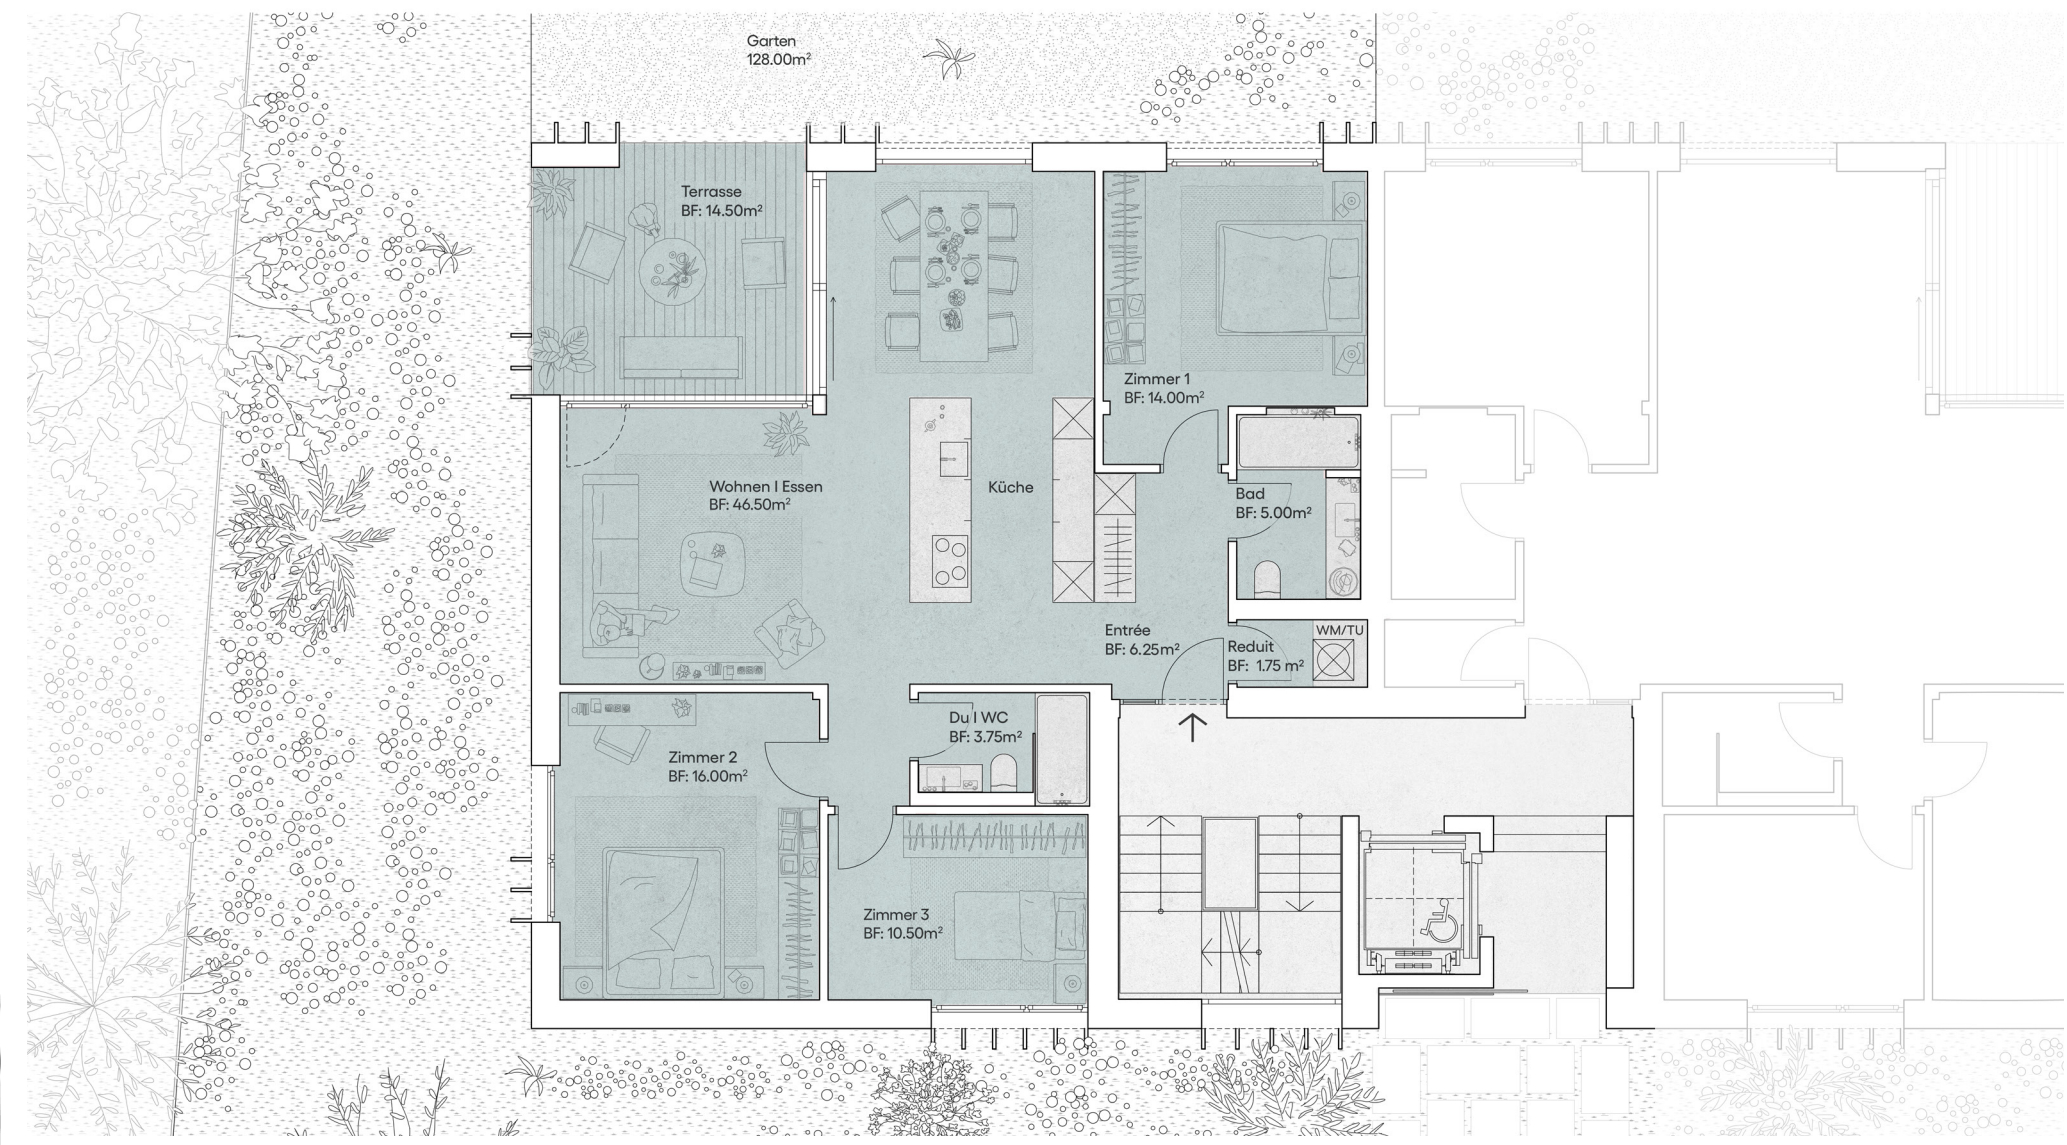 Garten
128.00m²
Terrasse
BF: 14.50m²
Zimmer 1
BF: 14.00m²
Wohnen I Essen
BF: 46.50m²
Küche
Bad
BF: 5.00m²
Entrée
BF: 6.25m²
Reduit
BF: 1.75 m²
WM/TU
Du I WC
BF: 3.75m²
Zimmer 2
BF: 16.00m²
Zimmer 3
BF: 10.50m²